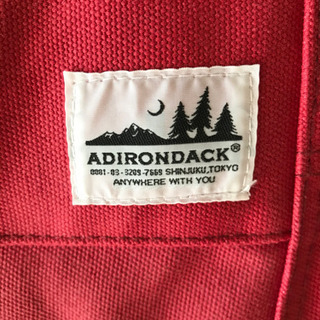 ADIRONDACK®
0081-03-3209-7669 SHINJUKU,TOKYO
ANYWHERE WITH YOU